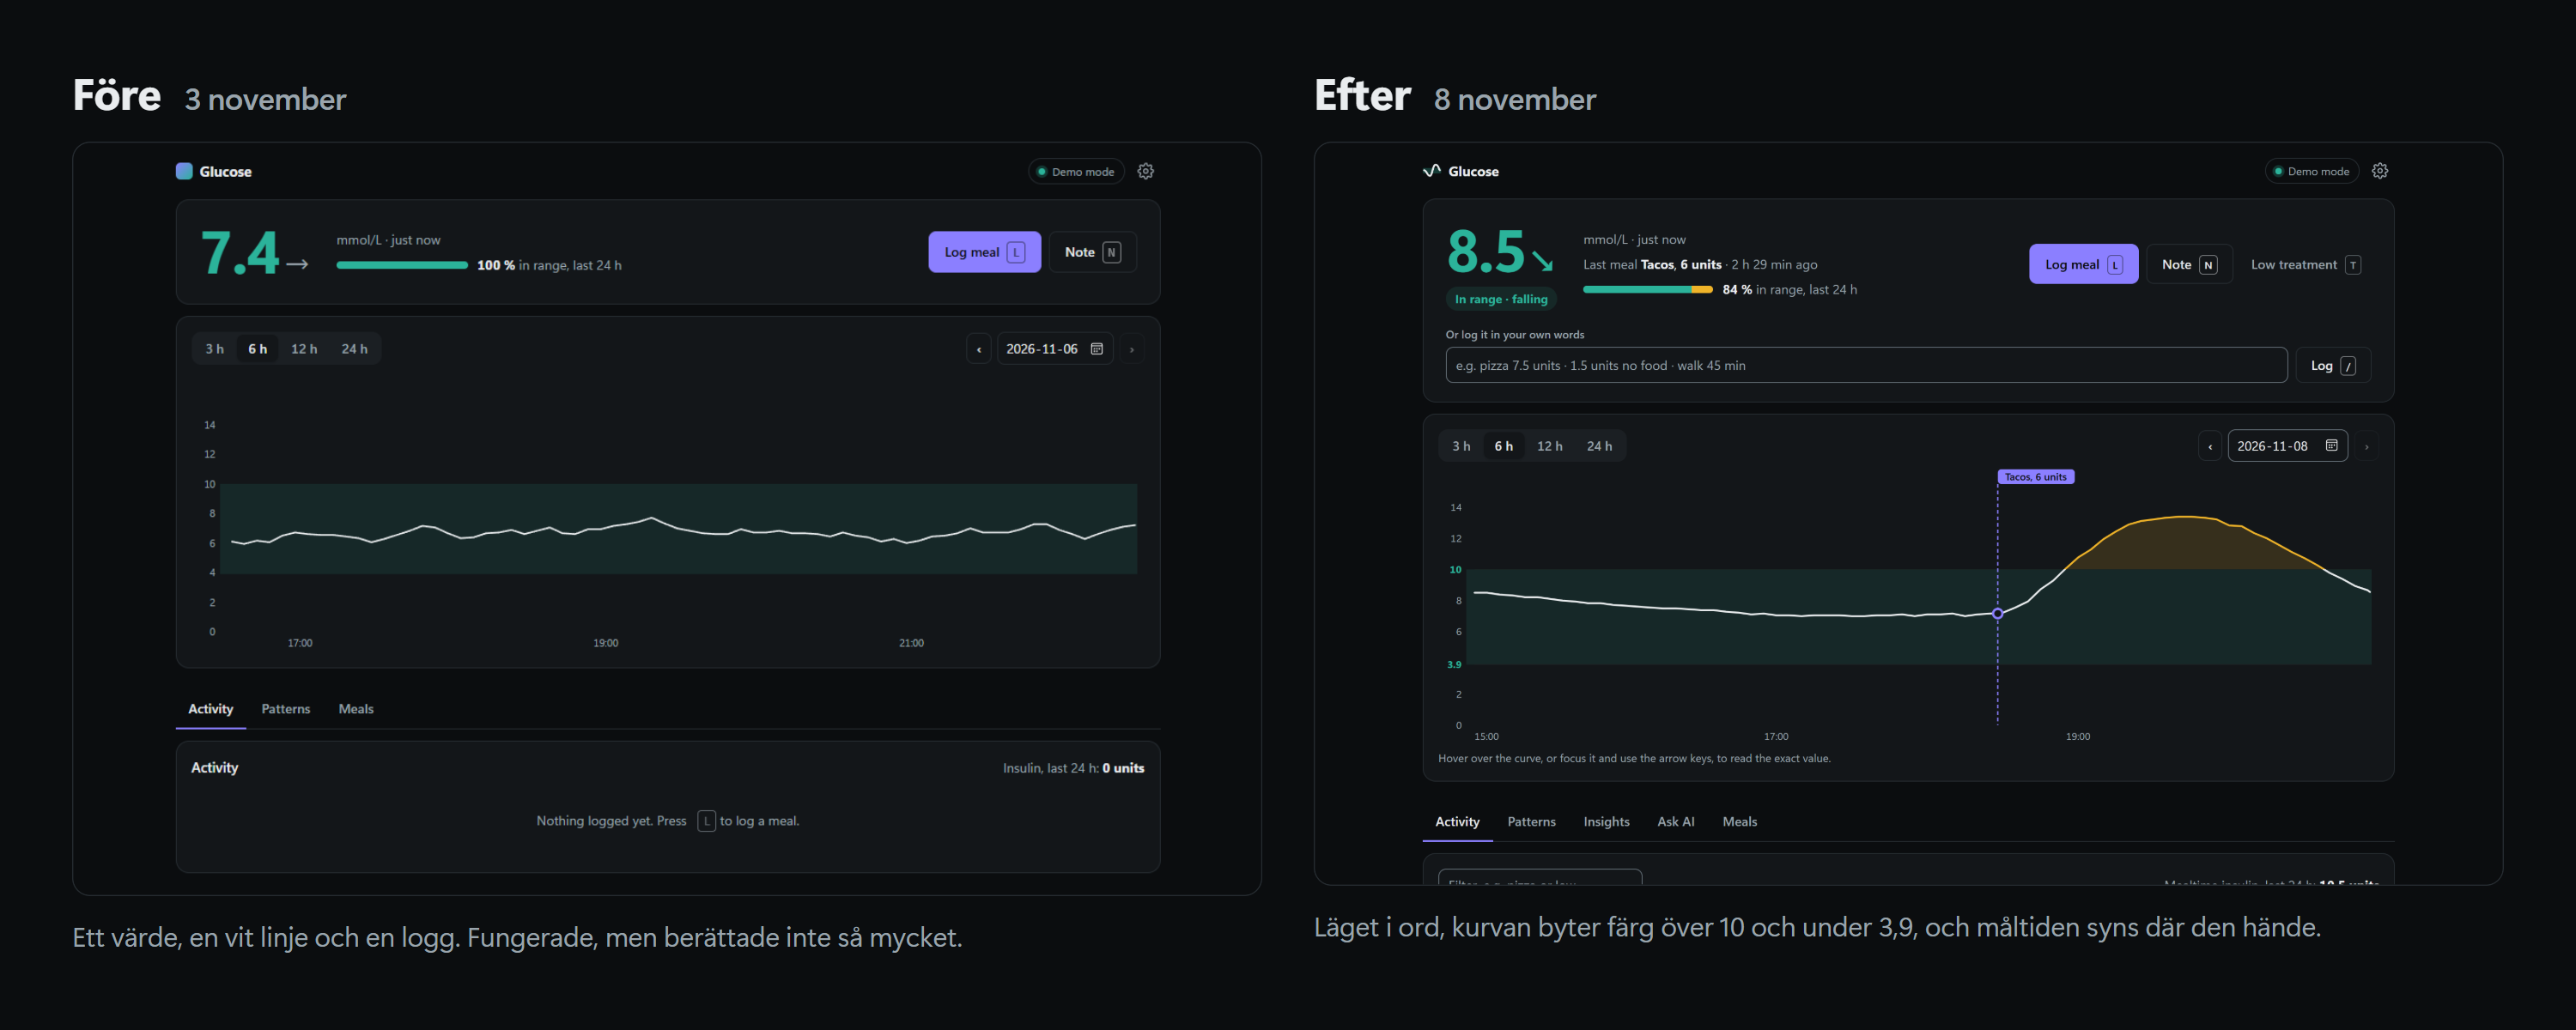 Före 3 november
Glucose
Demo mode
7.4→
mmol/L · just now
100 % in range, last 24 h
Log meal L
Note N
3 h 6 h 12 h 24 h
‹ 2026-11-06 ›
14
12
10
8
6
4
2
0
17:00 19:00 21:00
Activity Patterns Meals
Activity
Insulin, last 24 h: 0 units
Nothing logged yet. Press L to log a meal.
Ett värde, en vit linje och en logg. Fungerade, men berättade inte så mycket.
Efter 8 november
Glucose
Demo mode
8.5↘
In range · falling
mmol/L · just now
Last meal Tacos, 6 units · 2 h 29 min ago
84 % in range, last 24 h
Log meal L
Note N
Low treatment T
Or log it in your own words
e.g. pizza 7.5 units · 1.5 units no food · walk 45 min
Log /
3 h 6 h 12 h 24 h
‹ 2026-11-08 ›
Tacos, 6 units
14
12
10
8
6
3.9
2
0
15:00 17:00 19:00
Hover over the curve, or focus it and use the arrow keys, to read the exact value.
Activity Patterns Insights Ask AI Meals
Läget i ord, kurvan byter färg över 10 och under 3,9, och måltiden syns där den hände.